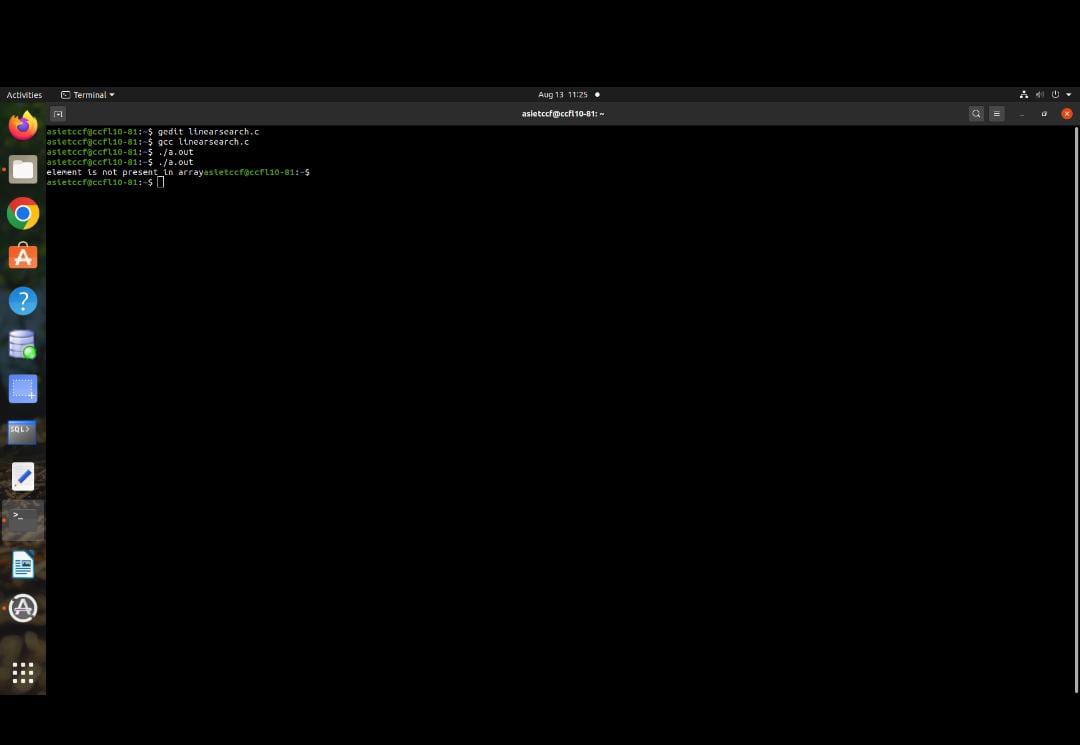 Activities Terminal Aug 13 11:25
asietccf@ccfl10-81: ~
asietccf@ccfl10-81:~$ gedit linearsearch.c
asietccf@ccfl10-81:~$ gcc linearsearch.c
asietccf@ccfl10-81:~$ ./a.out
asietccf@ccfl10-81:~$ ./a.out
element is not present in arrayasietccf@ccfl10-81:~$
asietccf@ccfl10-81:~$
SQL>
>_